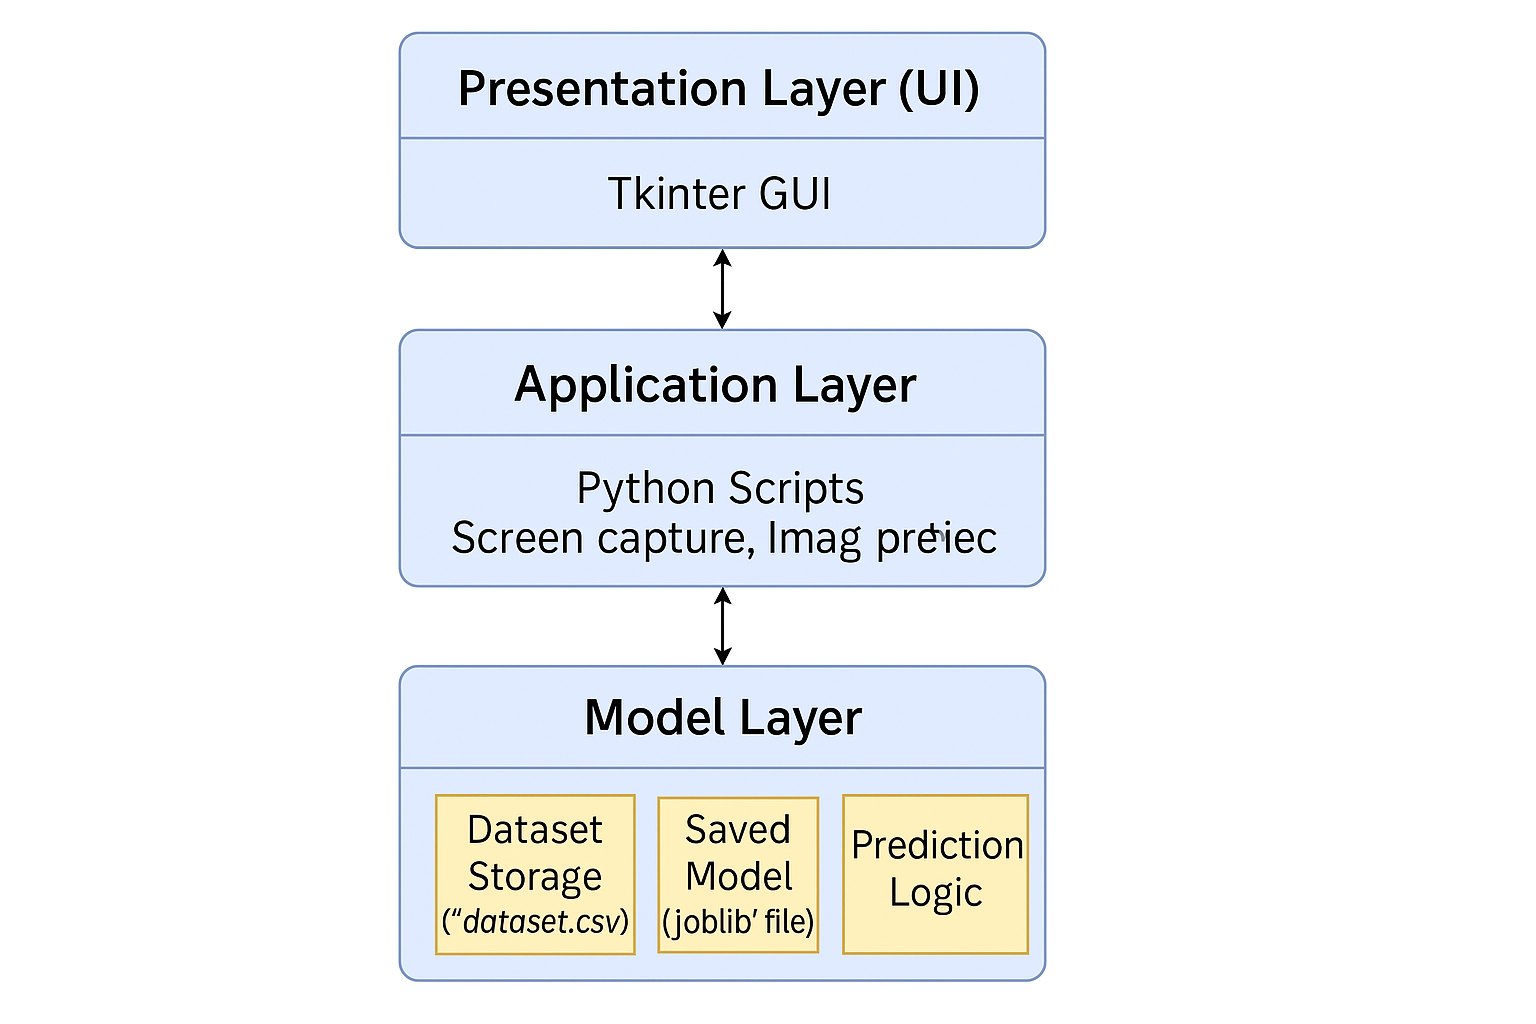 Presentation Layer (UI)
Tkinter GUI
Application Layer
Python Scripts
Screen capture, Imag
Model Layer
Dataset
Storage
(“dataset.csv)
Saved
Model
(joblib’ file)
Prediction
Logic